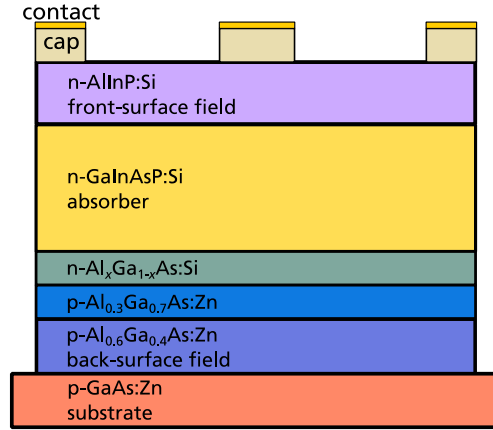 contact
cap
n-AlInP:Si
front-surface field
n-GaInAsP:Si
absorber
n-AlₓGa₁₋ₓAs:Si
p-Al₀.₃Ga₀.₇As:Zn
p-Al₀.₆Ga₀.₄As:Zn
back-surface field
p-GaAs:Zn
substrate